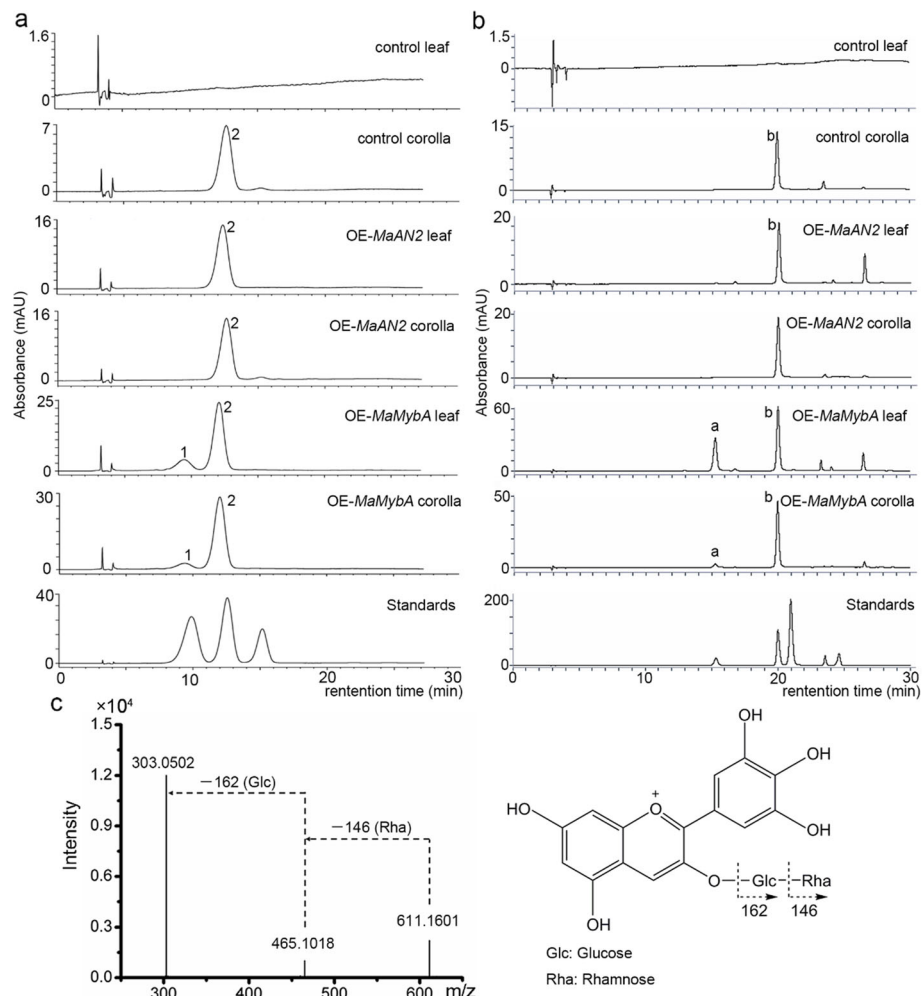 a
1.6
0
control leaf
7
0
2
control corolla
16
0
2
OE-MaAN2 leaf
16
0
2
OE-MaAN2 corolla
25
0
1
2
OE-MaMybA leaf
30
0
1
2
OE-MaMybA corolla
40
0
Standards
0 10 20 30
rentention time (min)
Absorbance (mAU)
b
1.5
0
control leaf
15
0
b
control corolla
20
0
b
OE-MaAN2 leaf
20
0
OE-MaAN2 corolla
60
0
a
b
OE-MaMybA leaf
50
0
a
b
OE-MaMybA corolla
200
0
Standards
0 10 20 30
rentention time (min)
Absorbance (mAU)
c
×10⁴
1.5
1.2
0.9
0.6
0.3
0.0
Intensity
303.0502
−162 (Glc)
−146 (Rha)
465.1018
611.1601
300 400 500 600 m/z
OH
OH
HO
O
+
OH
O
Glc
Rha
162
146
OH
Glc: Glucose
Rha: Rhamnose